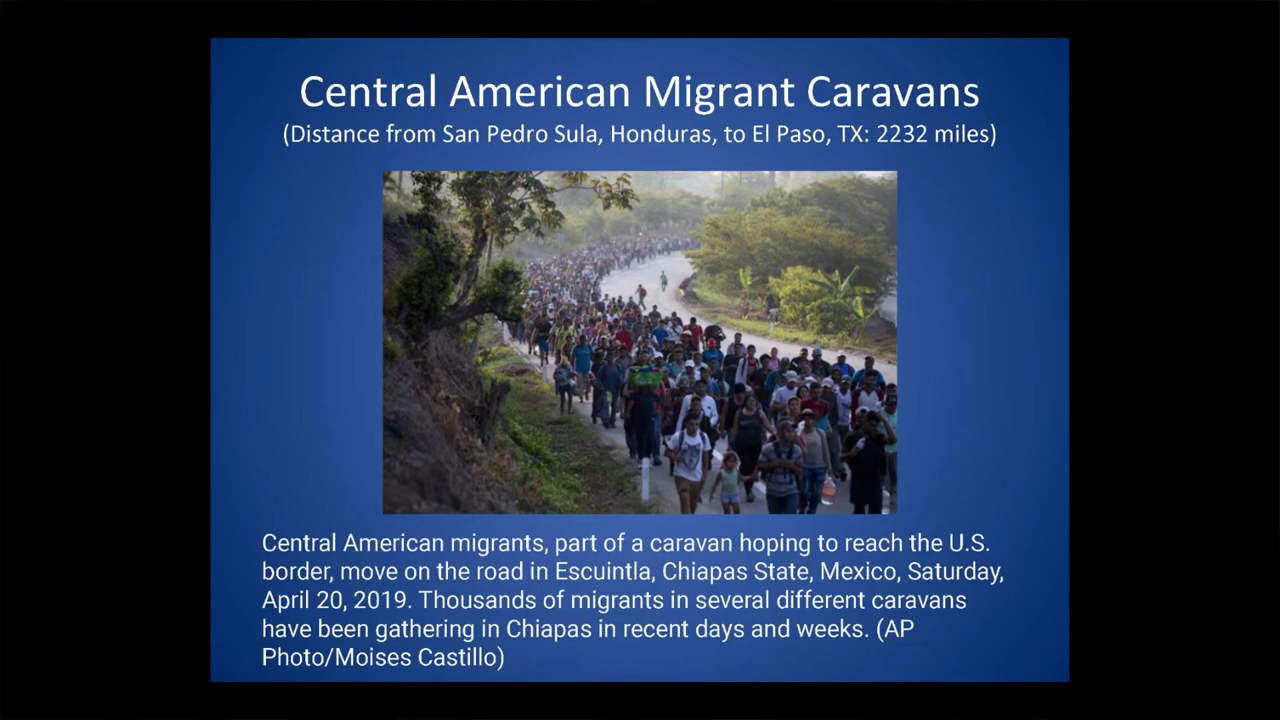 Central American Migrant Caravans
(Distance from San Pedro Sula, Honduras, to El Paso, TX: 2232 miles)
Central American migrants, part of a caravan hoping to reach the U.S.
border, move on the road in Escuintla, Chiapas State, Mexico, Saturday,
April 20, 2019. Thousands of migrants in several different caravans
have been gathering in Chiapas in recent days and weeks. (AP
Photo/Moises Castillo)